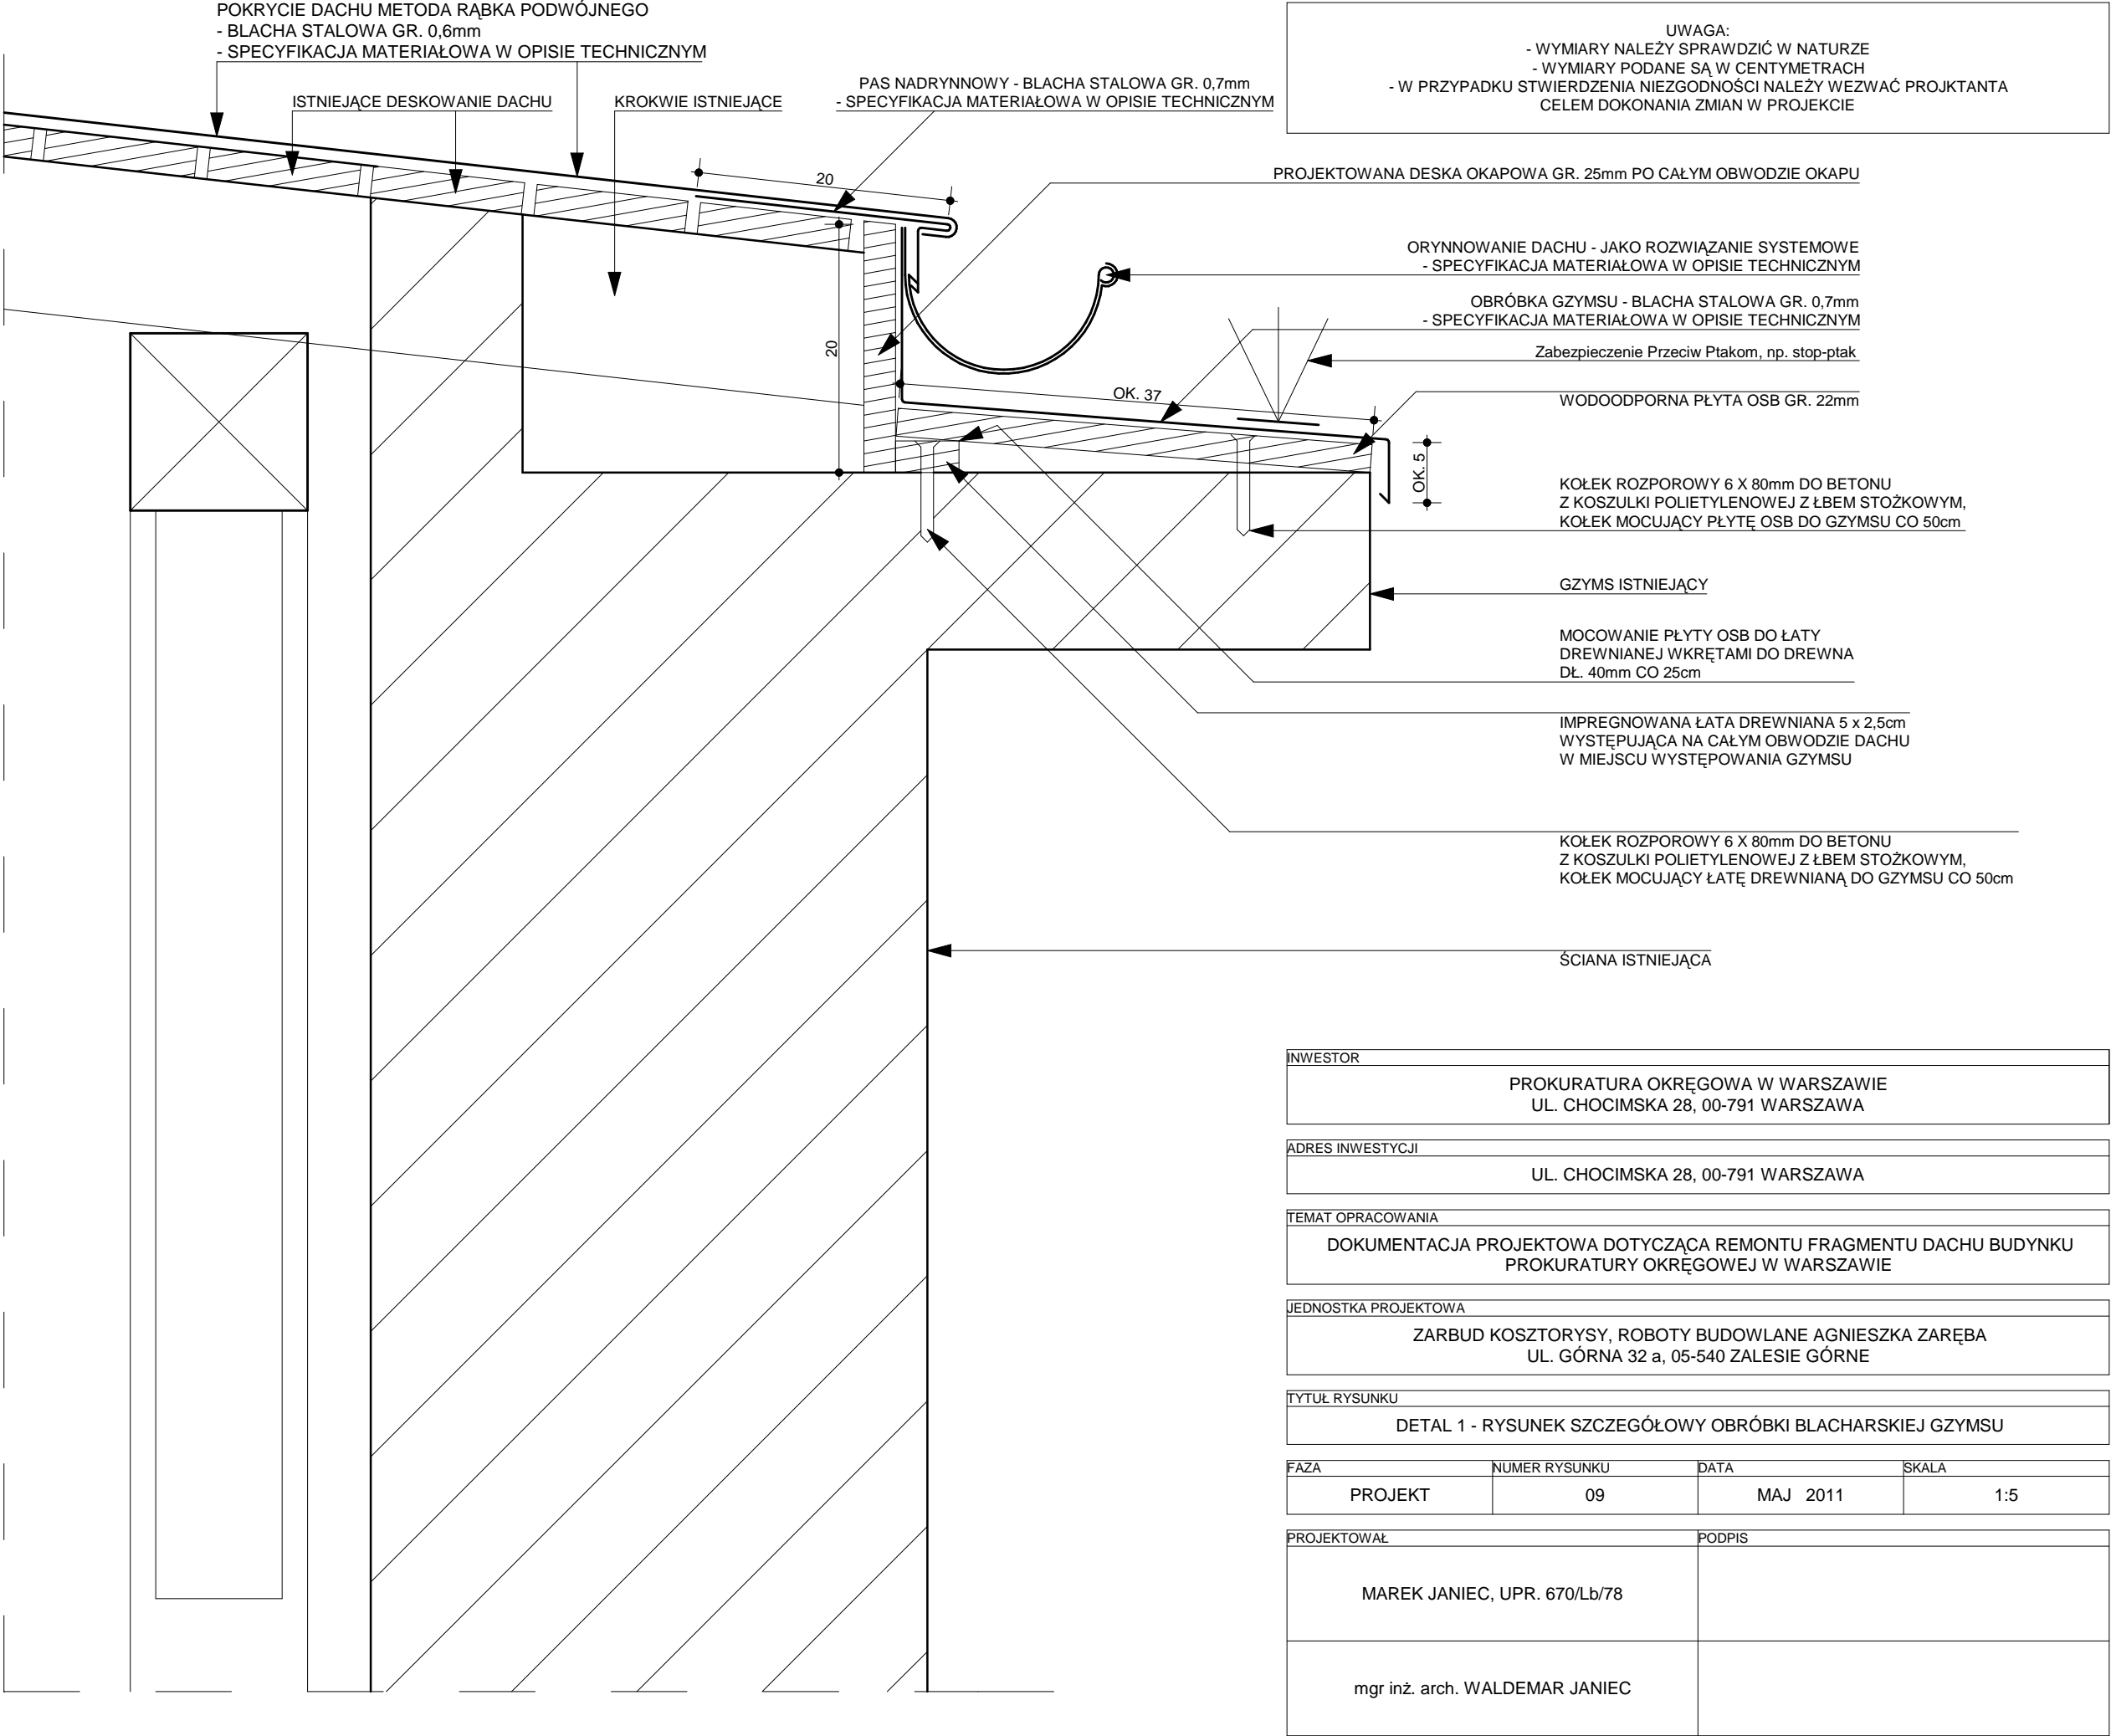 POKRYCIE DACHU METODA RĄBKA PODWÓJNEGO
- BLACHA STALOWA GR. 0,6mm
- SPECYFIKACJA MATERIAŁOWA W OPISIE TECHNICZNYM
ISTNIEJĄCE DESKOWANIE DACHU
KROKWIE ISTNIEJĄCE
PAS NADRYNNOWY - BLACHA STALOWA GR. 0,7mm
- SPECYFIKACJA MATERIAŁOWA W OPISIE TECHNICZNYM
UWAGA:
- WYMIARY NALEŻY SPRAWDZIĆ W NATURZE
- WYMIARY PODANE SĄ W CENTYMETRACH
- W PRZYPADKU STWIERDZENIA NIEZGODNOŚCI NALEŻY WEZWAĆ PROJKTANTA
CELEM DOKONANIA ZMIAN W PROJEKCIE
PROJEKTOWANA DESKA OKAPOWA GR. 25mm PO CAŁYM OBWODZIE OKAPU
20
ORYNNOWANIE DACHU - JAKO ROZWIĄZANIE SYSTEMOWE
- SPECYFIKACJA MATERIAŁOWA W OPISIE TECHNICZNYM
OBRÓBKA GZYMSU - BLACHA STALOWA GR. 0,7mm
- SPECYFIKACJA MATERIAŁOWA W OPISIE TECHNICZNYM
20
Zabezpieczenie Przeciw Ptakom, np. stop-ptak
OK. 37
WODOODPORNA PŁYTA OSB GR. 22mm
OK. 5
KOŁEK ROZPOROWY 6 X 80mm DO BETONU
Z KOSZULKI POLIETYLENOWEJ Z ŁBEM STOŻKOWYM,
KOŁEK MOCUJĄCY PŁYTĘ OSB DO GZYMSU CO 50cm
GZYMS ISTNIEJĄCY
MOCOWANIE PŁYTY OSB DO ŁATY
DREWNIANEJ WKRĘTAMI DO DREWNA
DŁ. 40mm CO 25cm
IMPREGNOWANA ŁATA DREWNIANA 5 x 2,5cm
WYSTĘPUJĄCA NA CAŁYM OBWODZIE DACHU
W MIEJSCU WYSTĘPOWANIA GZYMSU
KOŁEK ROZPOROWY 6 X 80mm DO BETONU
Z KOSZULKI POLIETYLENOWEJ Z ŁBEM STOŻKOWYM,
KOŁEK MOCUJĄCY ŁATĘ DREWNIANĄ DO GZYMSU CO 50cm
ŚCIANA ISTNIEJĄCA
INWESTOR
PROKURATURA OKRĘGOWA W WARSZAWIE
UL. CHOCIMSKA 28, 00-791 WARSZAWA
ADRES INWESTYCJI
UL. CHOCIMSKA 28, 00-791 WARSZAWA
TEMAT OPRACOWANIA
DOKUMENTACJA PROJEKTOWA DOTYCZĄCA REMONTU FRAGMENTU DACHU BUDYNKU
PROKURATURY OKRĘGOWEJ W WARSZAWIE
JEDNOSTKA PROJEKTOWA
ZARBUD KOSZTORYSY, ROBOTY BUDOWLANE AGNIESZKA ZARĘBA
UL. GÓRNA 32 a, 05-540 ZALESIE GÓRNE
TYTUŁ RYSUNKU
DETAL 1 - RYSUNEK SZCZEGÓŁOWY OBRÓBKI BLACHARSKIEJ GZYMSU
FAZA NUMER RYSUNKU DATA SKALA
PROJEKT 09 MAJ 2011 1:5
PROJEKTOWAŁ PODPIS
MAREK JANIEC, UPR. 670/Lb/78
mgr inż. arch. WALDEMAR JANIEC